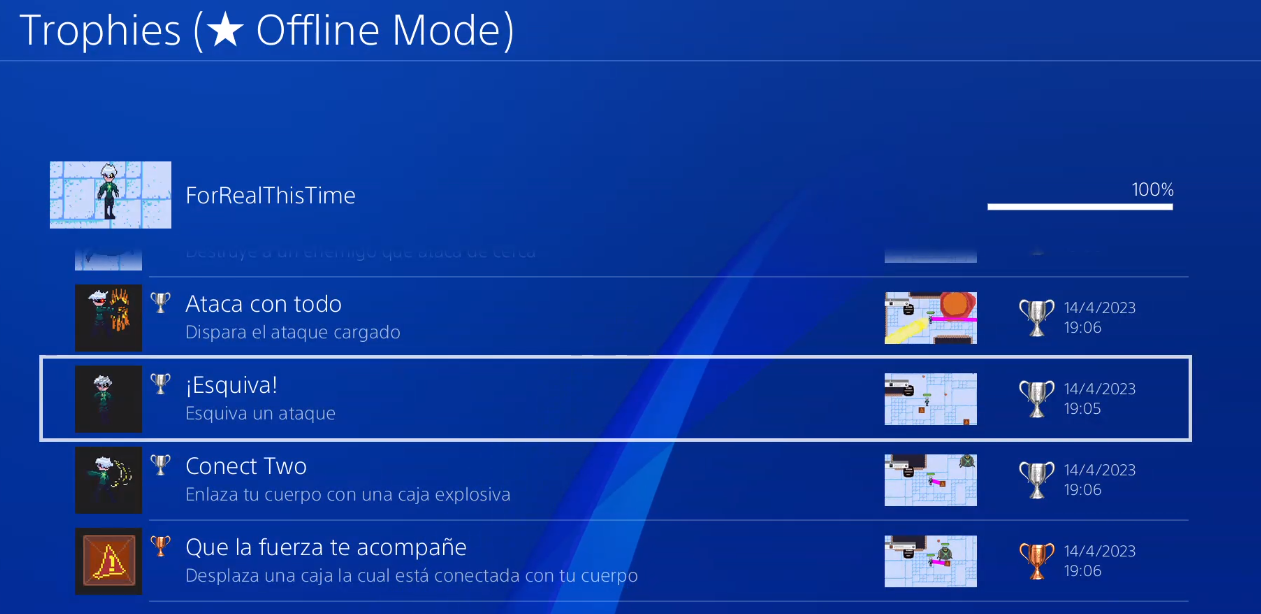 Trophies (★ Offline Mode)
ForRealThisTime
100%
Destruye a un enemigo que ataca de cerca
Ataca con todo
Dispara el ataque cargado
14/4/2023
19:06
¡Esquiva!
Esquiva un ataque
14/4/2023
19:05
Conect Two
Enlaza tu cuerpo con una caja explosiva
14/4/2023
19:06
Que la fuerza te acompañe
Desplaza una caja la cual está conectada con tu cuerpo
14/4/2023
19:06